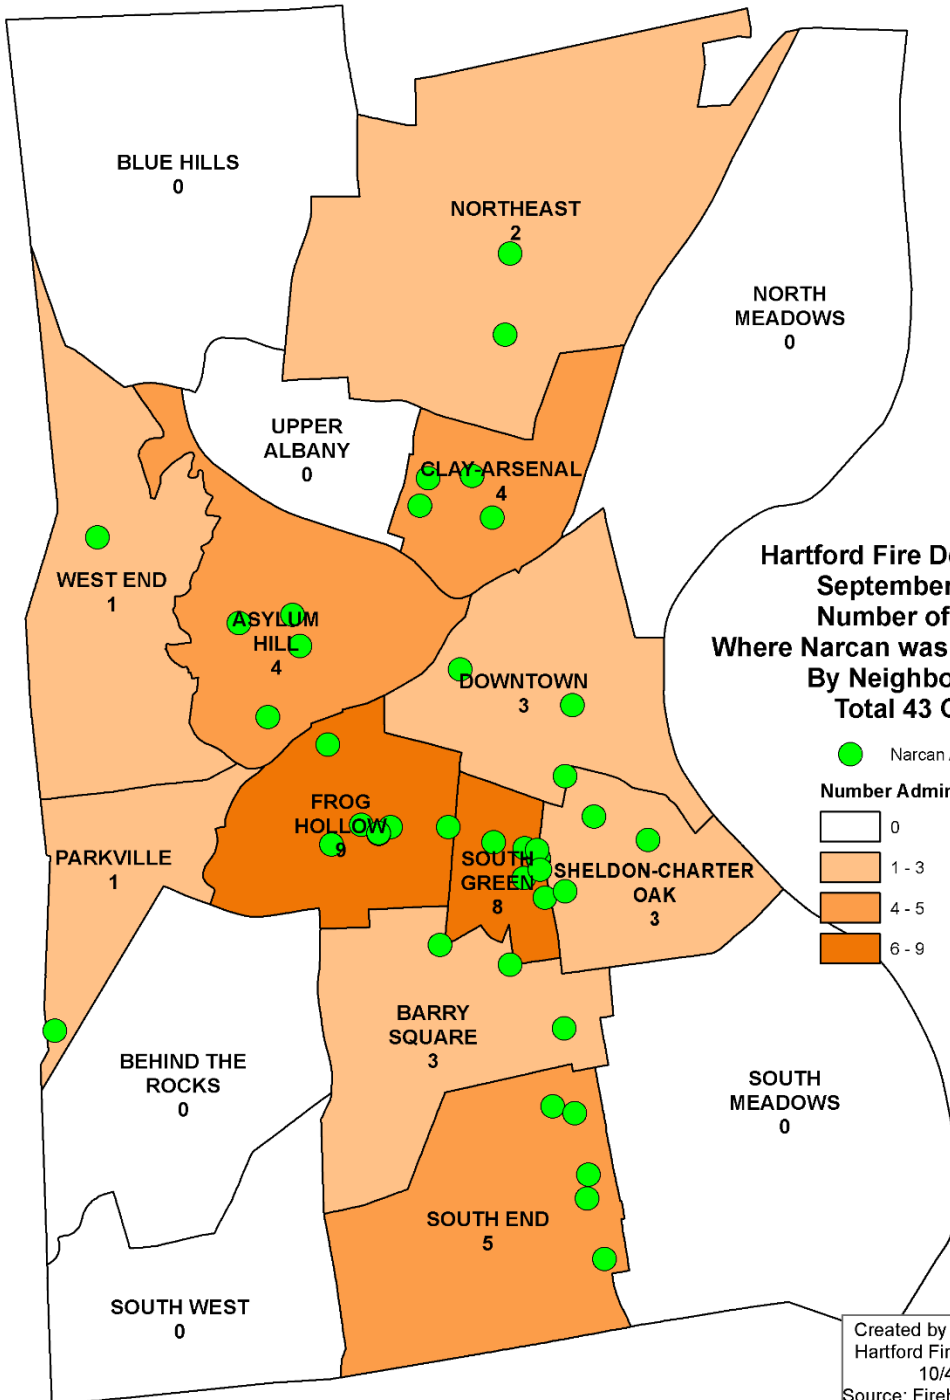 BLUE HILLS
0
NORTHEAST
2
NORTH
MEADOWS
0
UPPER
ALBANY
0
CLAY-ARSENAL
4
WEST END
1
ASYLUM
HILL
4
DOWNTOWN
3
Hartford Fire D
September
Number of
Where Narcan was
By Neighbo
Total 43
Narcan
Number Admin
0
1 - 3
4 - 5
6 - 9
FROG
HOLLOW
9
PARKVILLE
1
SOUTH
GREEN
8
SHELDON-CHARTER
OAK
3
BARRY
SQUARE
3
BEHIND THE
ROCKS
0
SOUTH
MEADOWS
0
SOUTH END
5
SOUTH WEST
0
Created by
Hartford Fir
10/4
Source: Fire